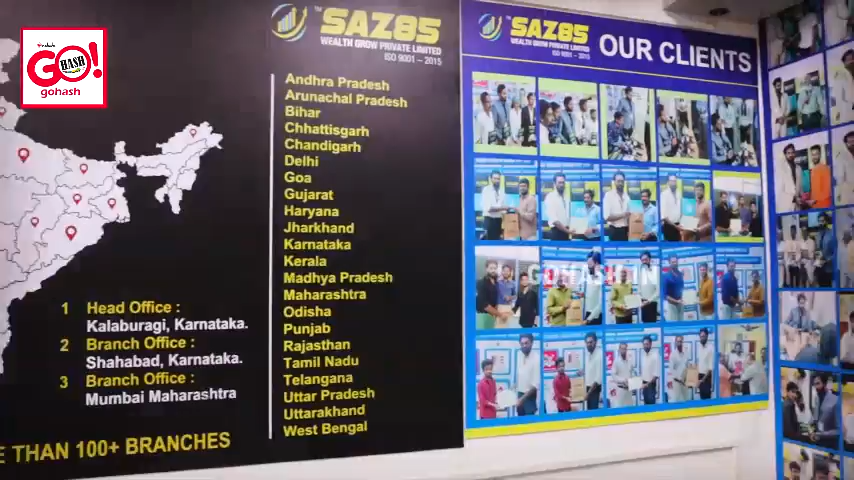 GO!
HASH
gohash
SAZ85
WEALTH GROW PRIVATE LIMITED
ISO 9001 – 2015
Andhra Pradesh
Arunachal Pradesh
Bihar
Chhattisgarh
Chandigarh
Delhi
Goa
Gujarat
Haryana
Jharkhand
Karnataka
Kerala
Madhya Pradesh
Maharashtra
Odisha
Punjab
Rajasthan
Tamil Nadu
Telangana
Uttar Pradesh
Uttarakhand
West Bengal
1 Head Office :
Kalaburagi, Karnataka.
2 Branch Office :
Shahabad, Karnataka.
3 Branch Office :
Mumbai Maharashtra
THAN 100+ BRANCHES
SAZ85
WEALTH GROW PRIVATE LIMITED
ISO 9001 – 2015
OUR CLIENTS
GOHASH.IN